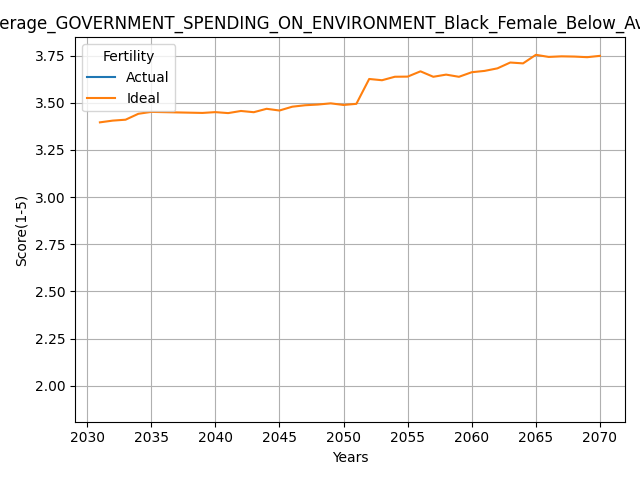 erage_GOVERNMENT_SPENDING_ON_ENVIRONMENT_Black_Female_Below_Av
Fertility
Actual
Ideal
3.75
3.50
3.25
3.00
2.75
2.50
2.25
2.00
Score(1-5)
2030 2035 2040 2045 2050 2055 2060 2065 2070
Years